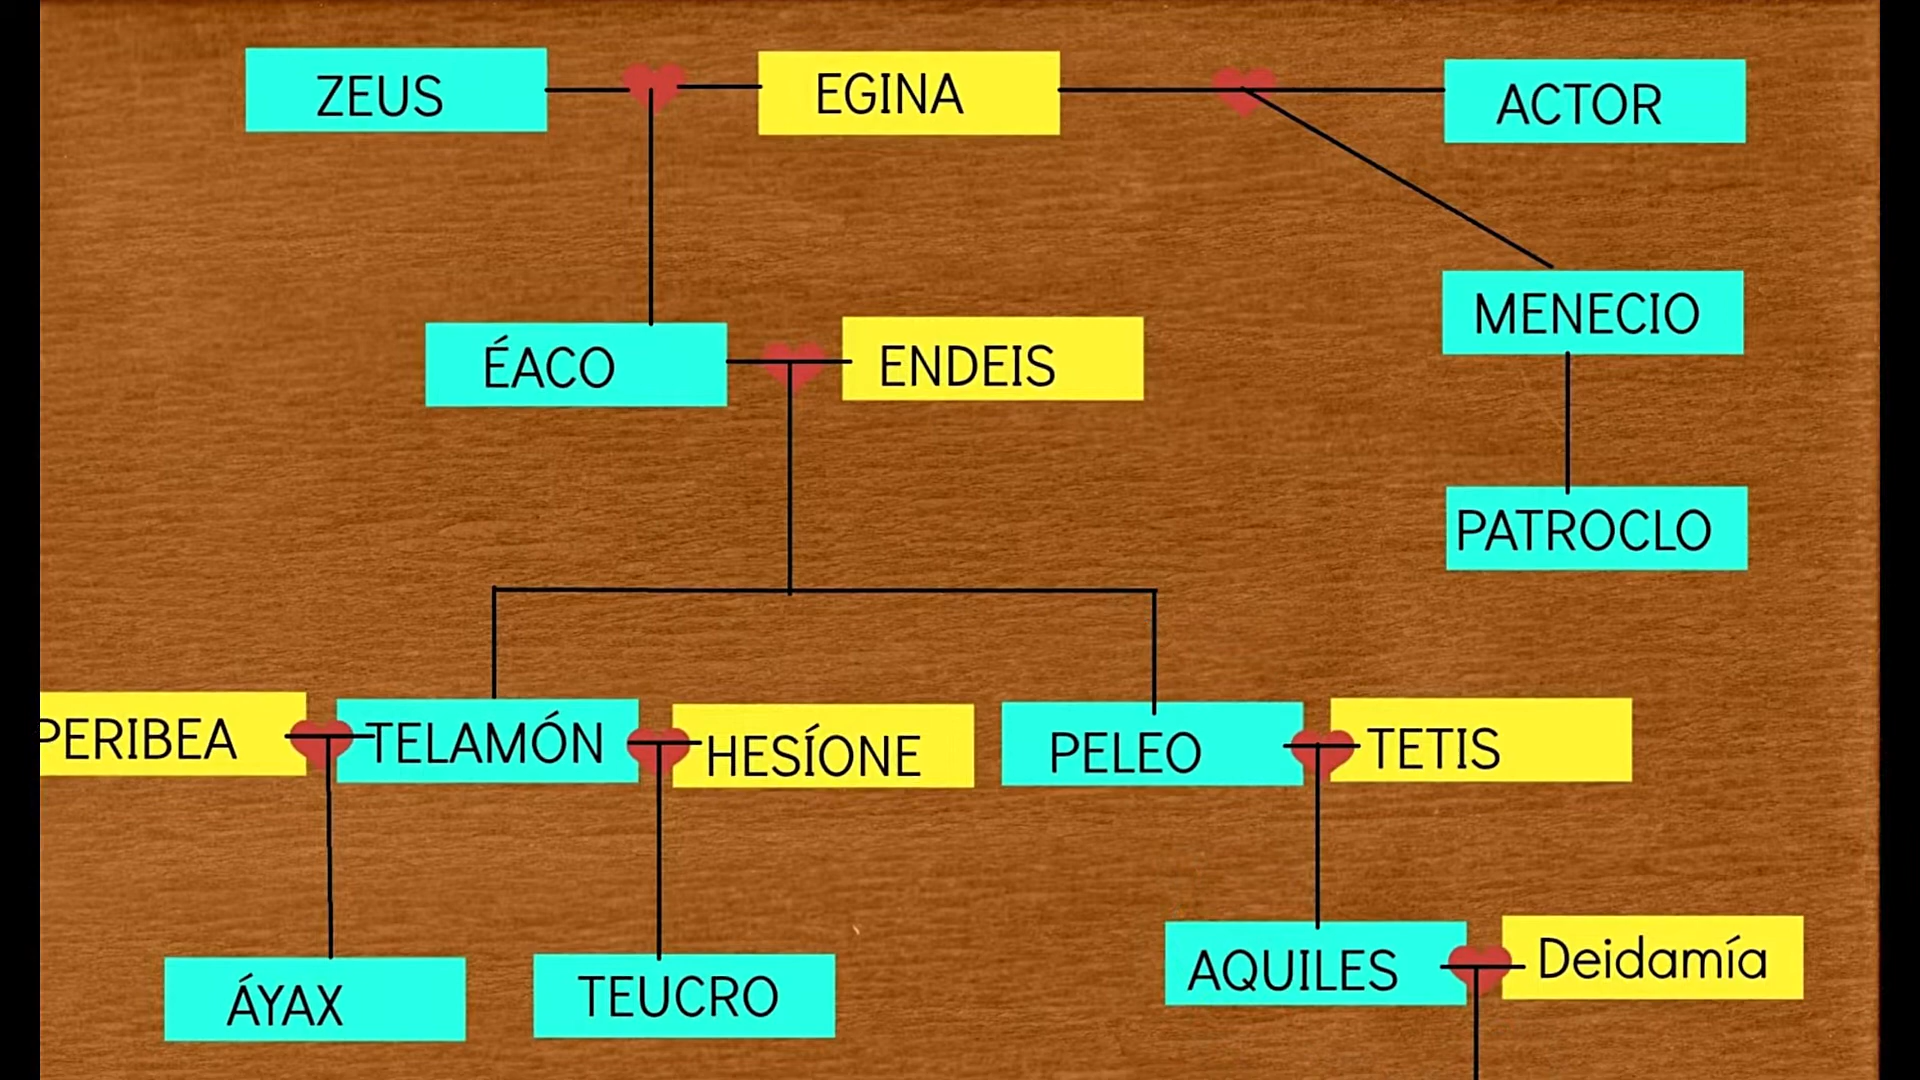 ZEUS
EGINA
ACTOR
MENECIO
ÉACO
ENDEIS
PATROCLO
PERIBEA
TELAMÓN
HESÍONE
PELEO
TETIS
ÁYAX
TEUCRO
AQUILES
Deidamía